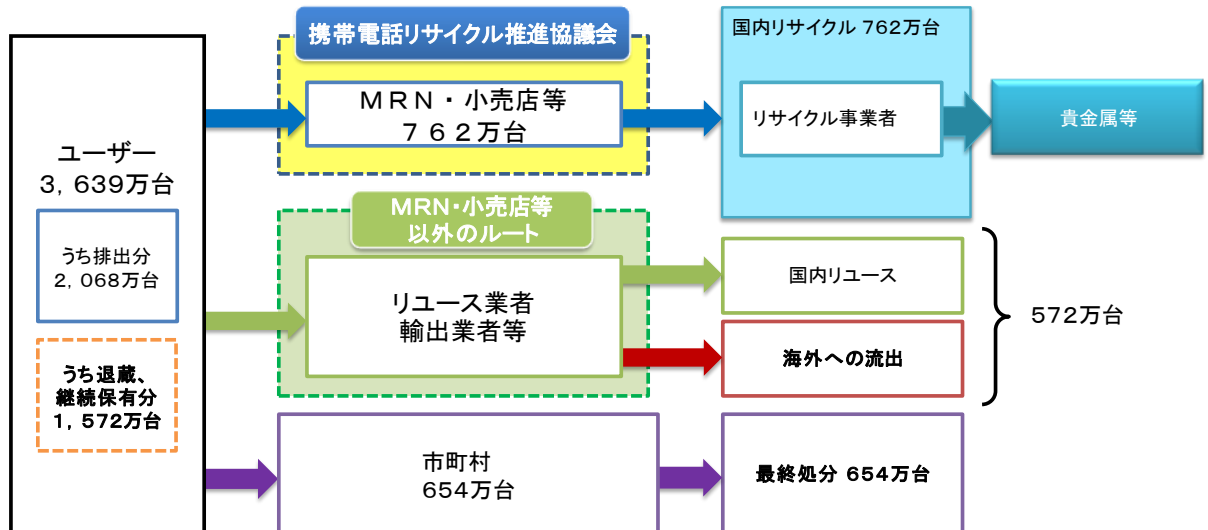 携帯電話リサイクル推進協議会
国内リサイクル 762万台
MRN・小売店等
762万台
リサイクル事業者
貴金属等
ユーザー
3,639万台
うち排出分
2,068万台
うち退蔵、
継続保有分
1,572万台
MRN・小売店等
以外のルート
リユース業者
輸出業者等
国内リユース
海外への流出
572万台
市町村
654万台
最終処分 654万台